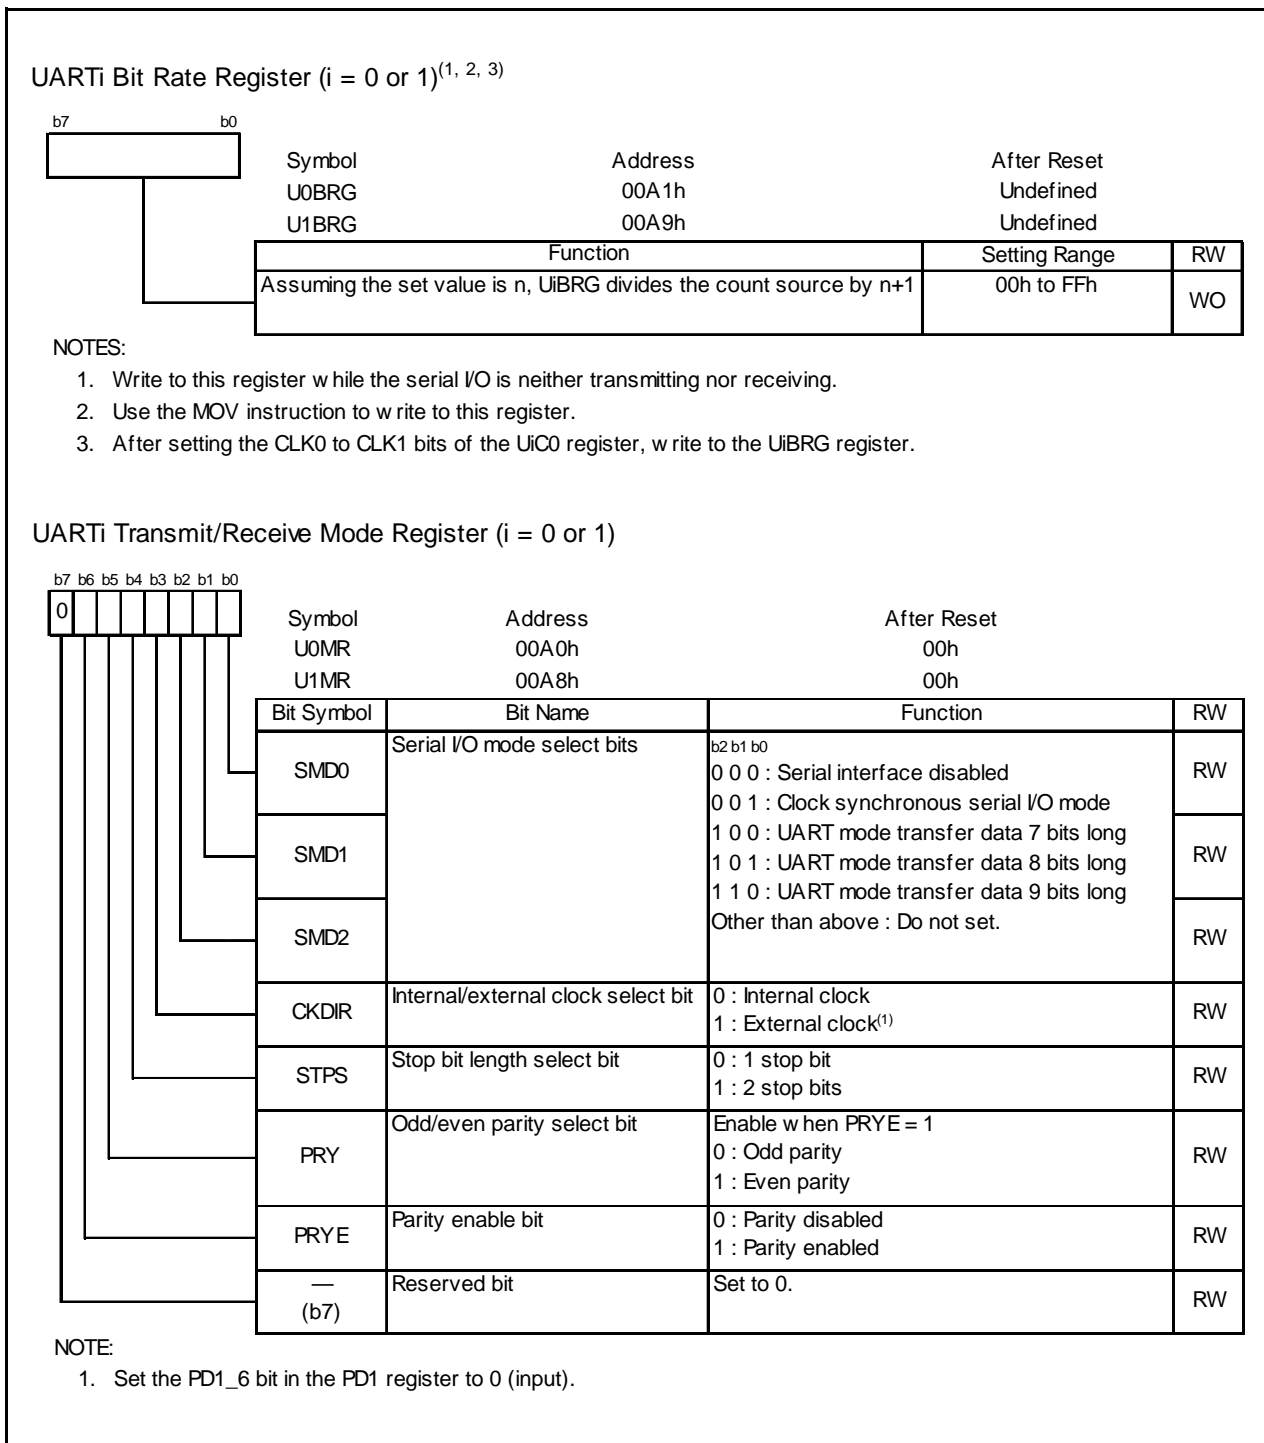 UARTi Bit Rate Register (i = 0 or 1)(1, 2, 3)
b7 b0
Symbol Address After Reset
U0BRG 00A1h Undefined
U1BRG 00A9h Undefined
Function Setting Range RW
Assuming the set value is n, UiBRG divides the count source by n+1 00h to FFh WO
NOTES:
1. Write to this register while the serial I/O is neither transmitting nor receiving.
2. Use the MOV instruction to write to this register.
3. After setting the CLK0 to CLK1 bits of the UiC0 register, write to the UiBRG register.
UARTi Transmit/Receive Mode Register (i = 0 or 1)
b7 b6 b5 b4 b3 b2 b1 b0
0
Symbol Address After Reset
U0MR 00A0h 00h
U1MR 00A8h 00h
Bit Symbol Bit Name Function RW
SMD0 Serial I/O mode select bits b2 b1 b0 RW
0 0 0 : Serial interface disabled
0 0 1 : Clock synchronous serial I/O mode
SMD1 1 0 0 : UART mode transfer data 7 bits long RW
1 0 1 : UART mode transfer data 8 bits long
1 1 0 : UART mode transfer data 9 bits long
SMD2 Other than above : Do not set. RW
CKDIR Internal/external clock select bit 0 : Internal clock RW
1 : External clock(1)
STPS Stop bit length select bit 0 : 1 stop bit RW
1 : 2 stop bits
PRY Odd/even parity select bit Enable when PRYE = 1 RW
0 : Odd parity
1 : Even parity
PRYE Parity enable bit 0 : Parity disabled RW
1 : Parity enabled
— Reserved bit Set to 0. RW
(b7)
NOTE:
1. Set the PD1_6 bit in the PD1 register to 0 (input).